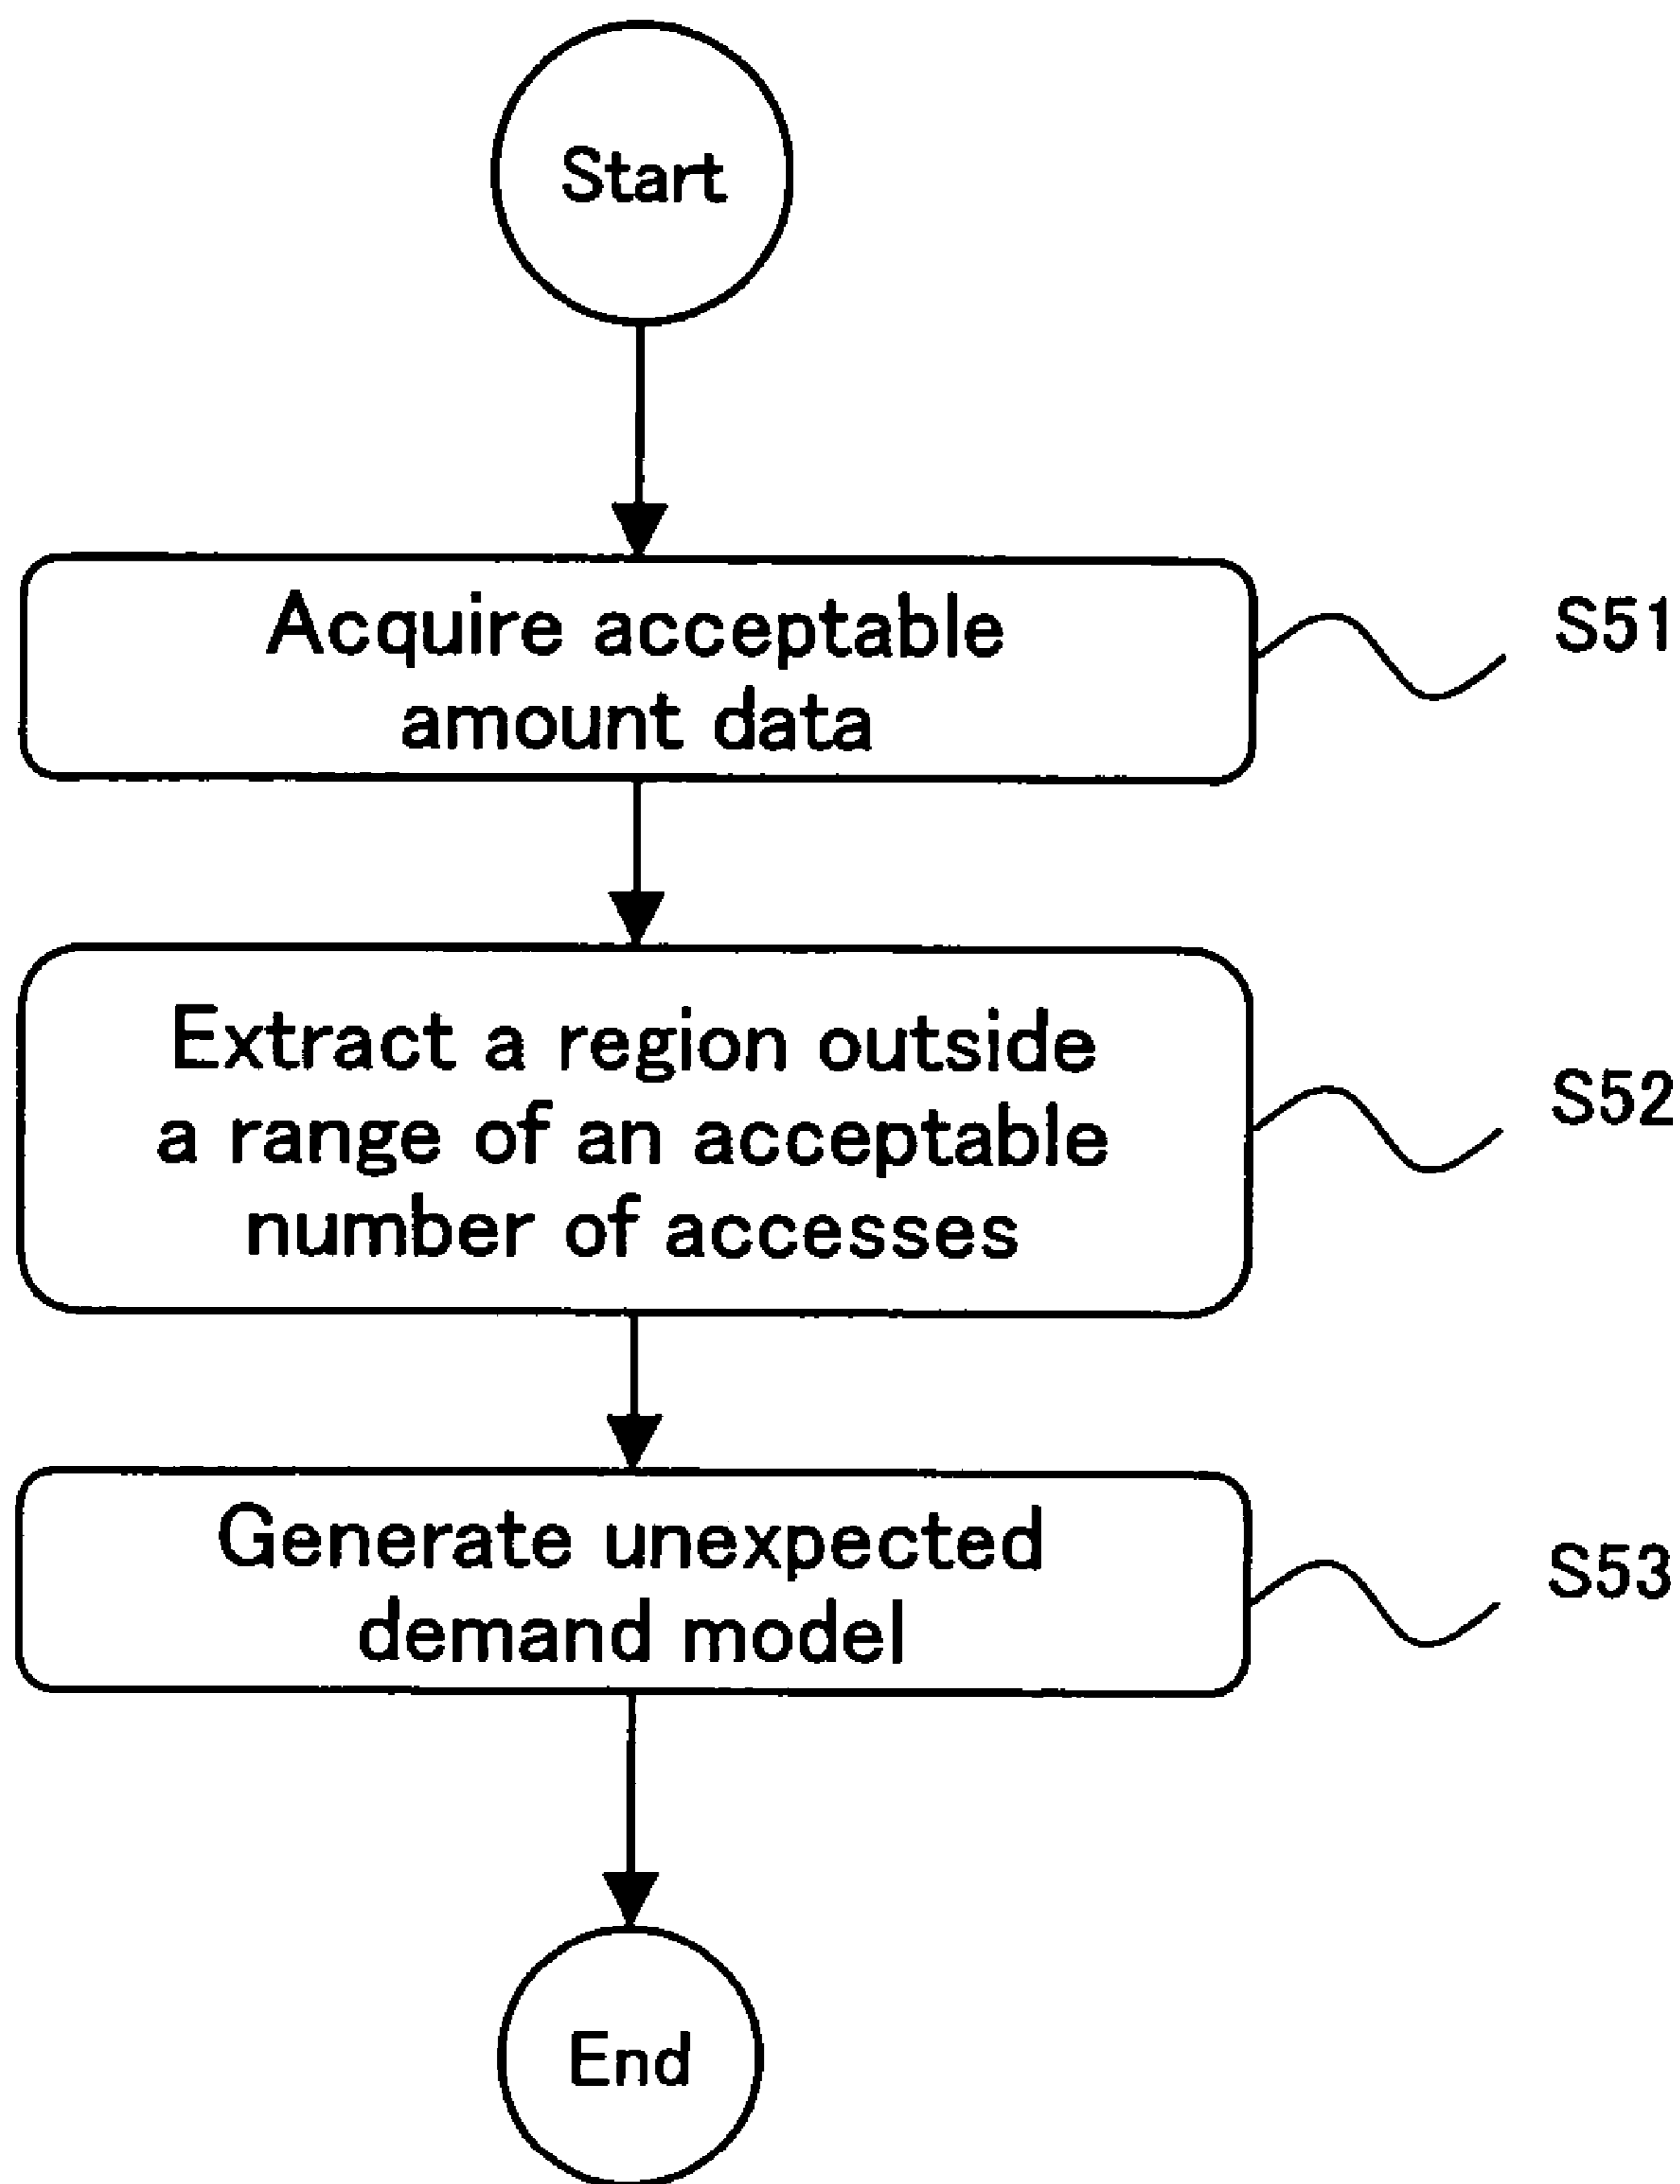 Start
Acquire acceptable
amount data
S51
Extract a region outside
a range of an acceptable
number of accesses
S52
Generate unexpected
demand model
S53
End